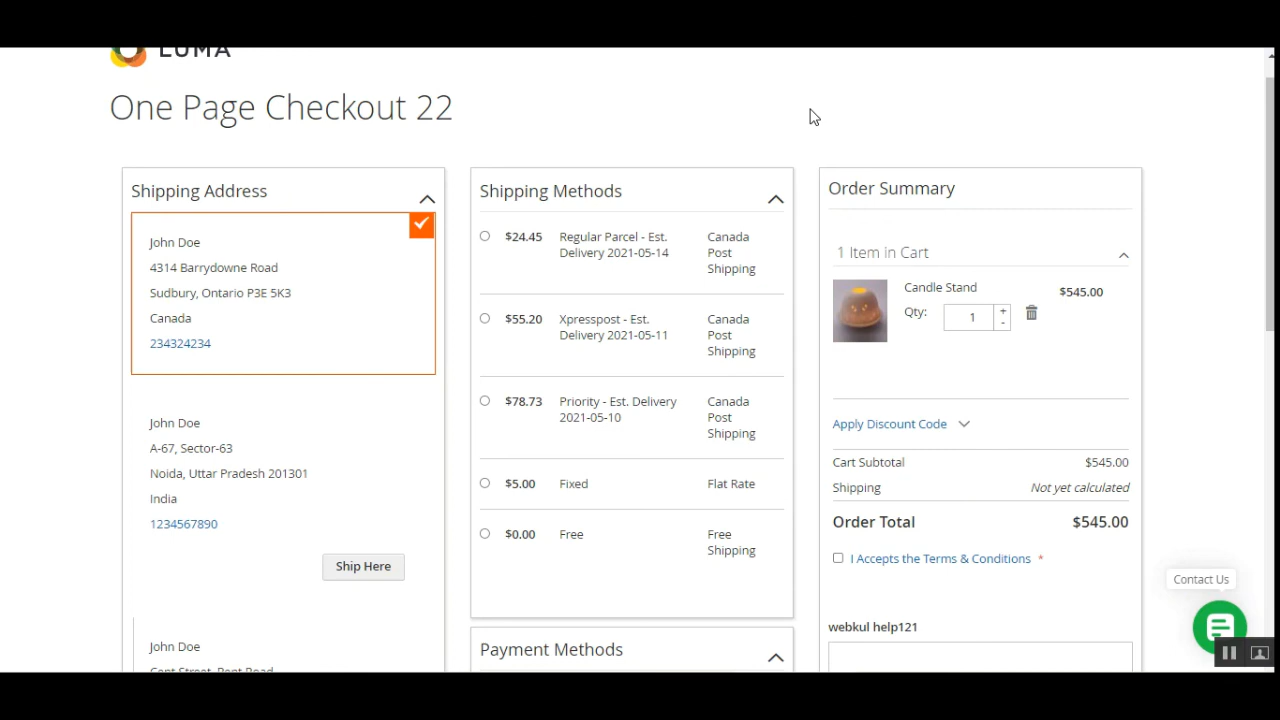 LUMA
One Page Checkout 22
Shipping Address
John Doe
4314 Barrydowne Road
Sudbury, Ontario P3E 5K3
Canada
234324234
John Doe
A-67, Sector-63
Noida, Uttar Pradesh 201301
India
1234567890
Ship Here
John Doe
Cent Street, Bent Road
Shipping Methods
$24.45 Regular Parcel - Est. Canada
Delivery 2021-05-14 Post
Shipping
$55.20 Xpresspost - Est. Canada
Delivery 2021-05-11 Post
Shipping
$78.73 Priority - Est. Delivery Canada
2021-05-10 Post
Shipping
$5.00 Fixed Flat Rate
$0.00 Free Free
Shipping
Payment Methods
Order Summary
1 Item in Cart
Candle Stand $545.00
Qty: 1 + -
Apply Discount Code
Cart Subtotal $545.00
Shipping Not yet calculated
Order Total $545.00
I Accepts the Terms & Conditions *
webkul help121
Contact Us